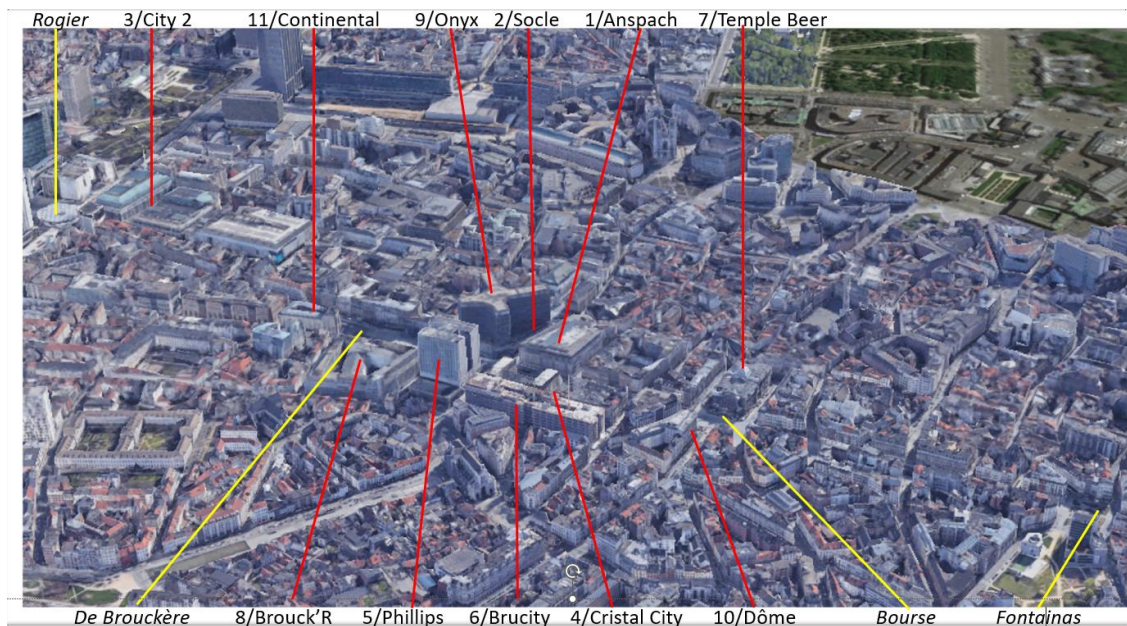 Rogier 3/City 2 11/Continental 9/Onyx 2/Socle 1/Anspach 7/Temple Beer
De Brouckère 8/Brouck'R 5/Phillips 6/Brucity 4/Cristal City 10/Dôme Bourse Fontainas